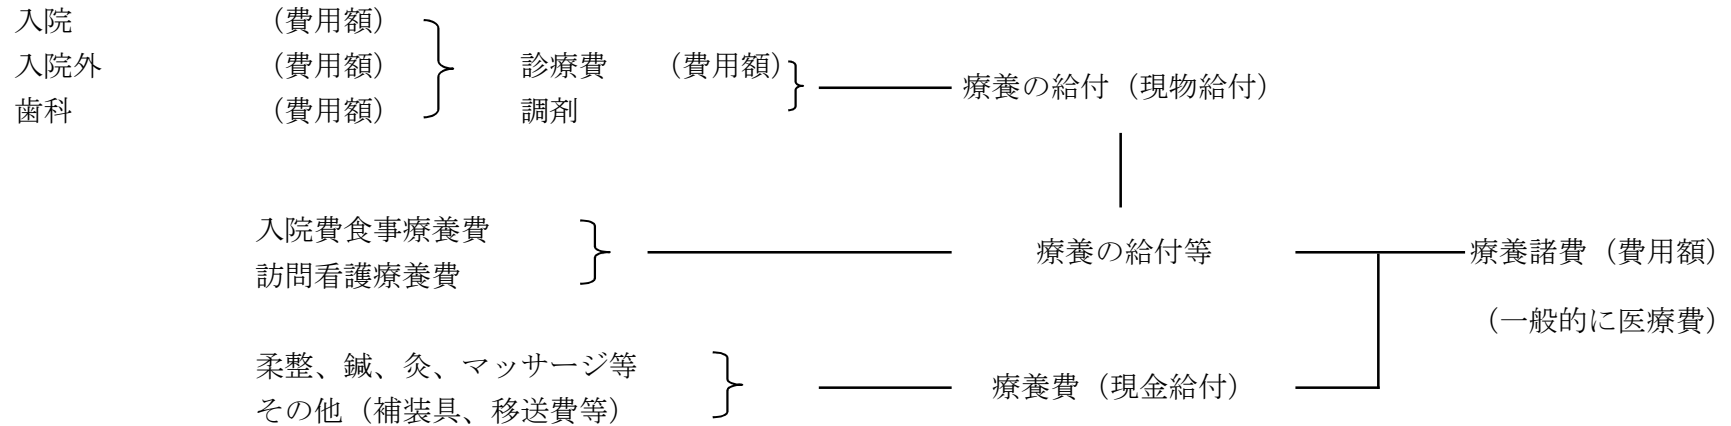 入院　（費用額）
入院外　（費用額）　診療費　（費用額）
療養の給付（現物給付）
歯科　（費用額）　調剤
入院費食事療養費
訪問看護療養費
療養の給付等　療養諸費（費用額）
（一般的に医療費）
柔整、鍼、灸、マッサージ等
その他（補装具、移送費等）
療養費（現金給付）